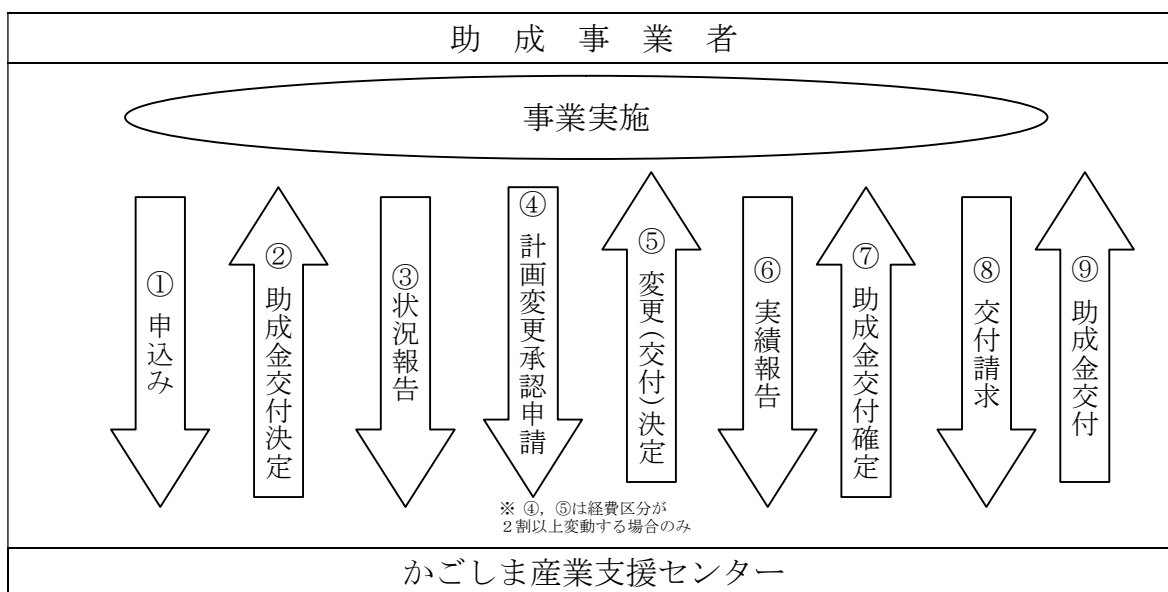 助成事業者
事業実施
①申込み
②助成金交付決定
③状況報告
④計画変更承認申請
⑤変更(交付)決定
⑥実績報告
⑦助成金交付確定
⑧交付請求
⑨助成金交付
※ ④，⑤は経費区分が
２割以上変動する場合のみ
かごしま産業支援センター